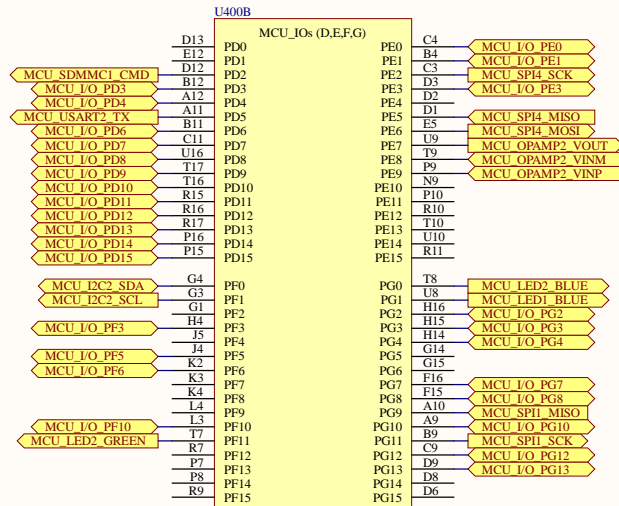 U400B
MCU_IOs (D,E,F,G)
D13 PD0 PE0 C4 MCU_I/O_PE0
E12 PD1 PE1 B4 MCU_I/O_PE1
MCU_SDMMC1_CMD D12 PD2 PE2 C3 MCU_SPI4_SCK
MCU_I/O_PD3 B12 PD3 PE3 D3 MCU_I/O_PE3
MCU_I/O_PD4 A12 PD4 PE4 D2
MCU_USART2_TX A11 PD5 PE5 D1 MCU_SPI4_MISO
MCU_I/O_PD6 B11 PD6 PE6 E5 MCU_SPI4_MOSI
MCU_I/O_PD7 C11 PD7 PE7 U9 MCU_OPAMP2_VOUT
MCU_I/O_PD8 U16 PD8 PE8 T9 MCU_OPAMP2_VINM
MCU_I/O_PD9 T17 PD9 PE9 P9 MCU_OPAMP2_VINP
MCU_I/O_PD10 T16 PD10 PE10 N9
MCU_I/O_PD11 R15 PD11 PE11 P10
MCU_I/O_PD12 R16 PD12 PE12 R10
MCU_I/O_PD13 R17 PD13 PE13 T10
MCU_I/O_PD14 P16 PD14 PE14 U10
MCU_I/O_PD15 P15 PD15 PE15 R11
MCU_I2C2_SDA G4 PF0 PG0 T8 MCU_LED2_BLUE
MCU_I2C2_SCL G3 PF1 PG1 U8 MCU_LED1_BLUE
G1 PF2 PG2 H16 MCU_I/O_PG2
MCU_I/O_PF3 H4 PF3 PG3 H15 MCU_I/O_PG3
J5 PF4 PG4 H14 MCU_I/O_PG4
MCU_I/O_PF5 J4 PF5 PG5 G14
MCU_I/O_PF6 K2 PF6 PG6 G15
K3 PF7 PG7 F16 MCU_I/O_PG7
K4 PF8 PG8 F15 MCU_I/O_PG8
L4 PF9 PG9 A10 MCU_SPI1_MISO
MCU_I/O_PF10 L3 PF10 PG10 A9 MCU_I/O_PG10
MCU_LED2_GREEN T7 PF11 PG11 B9 MCU_SPI1_SCK
R7 PF12 PG12 C9 MCU_I/O_PG12
P7 PF13 PG13 D9 MCU_I/O_PG13
P8 PF14 PG14 D8
R9 PF15 PG15 D6